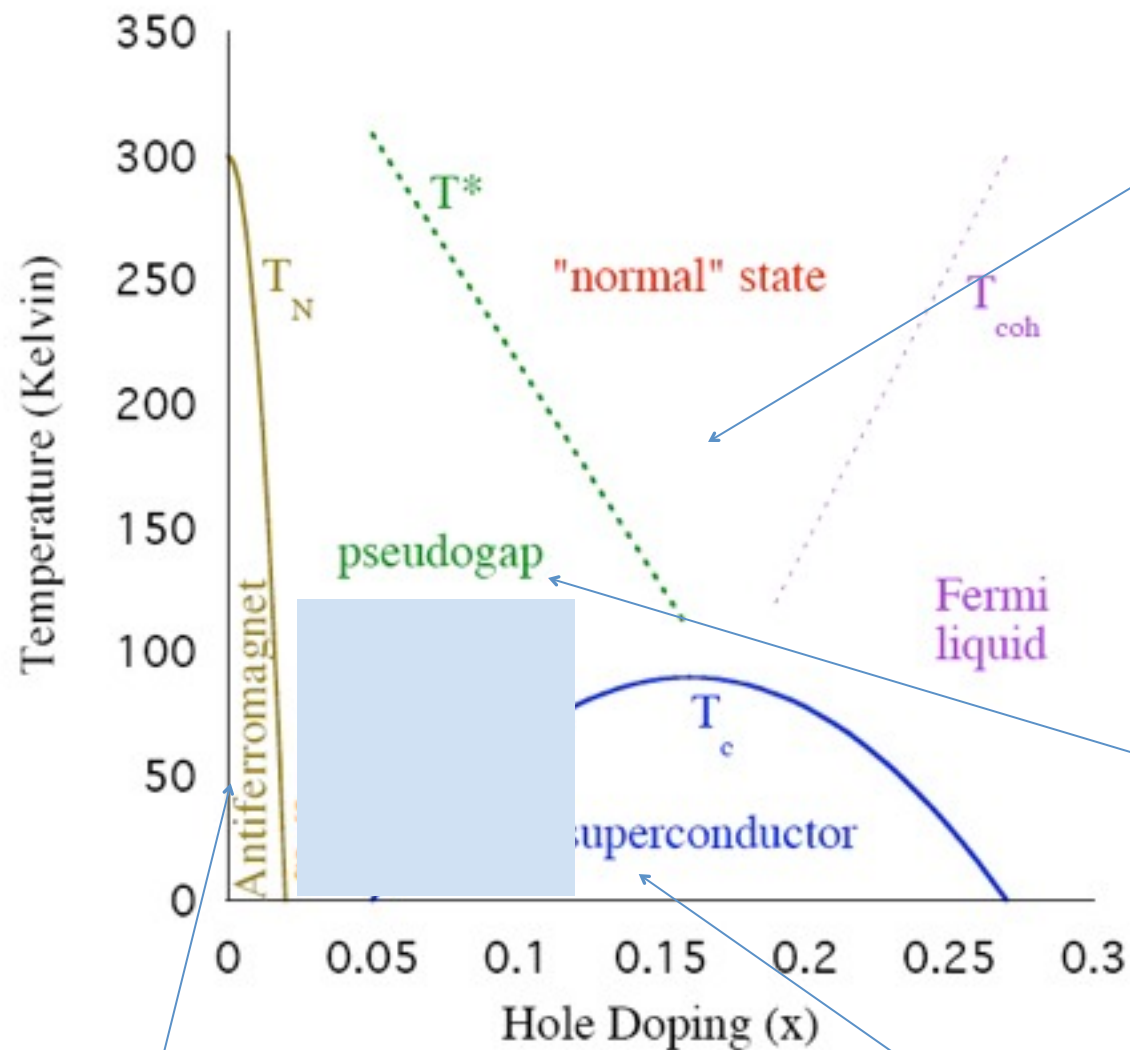 350
300
250
200
150
100
50
0
Temperature (Kelvin)
T*
T
N
"normal" state
T
coh
pseudogap
Fermi
liquid
Antiferromagnet
T
c
superconductor
0 0.05 0.1 0.15 0.2 0.25 0.3
Hole Doping (x)